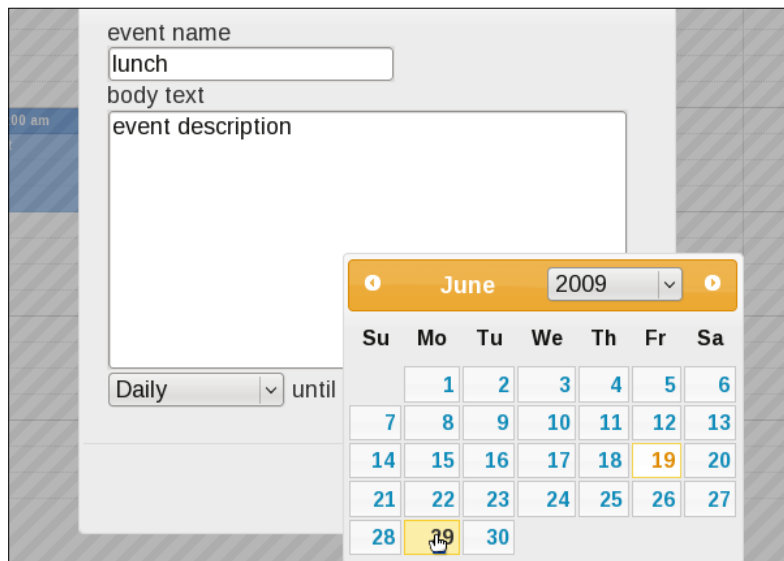 event name
lunch
body text
:00 am
event description
June 2009
Su Mo Tu We Th Fr Sa
1 2 3 4 5 6
7 8 9 10 11 12 13
Daily until
14 15 16 17 18 19 20
21 22 23 24 25 26 27
28 29 30